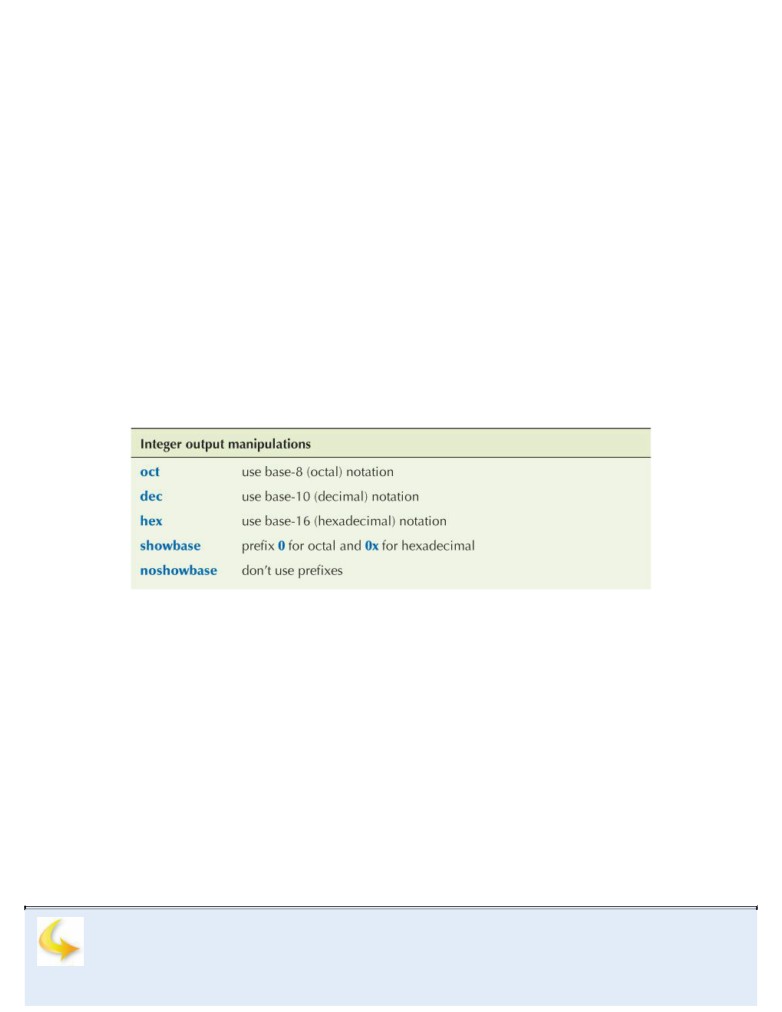 Integer output manipulations
oct use base-8 (octal) notation
dec use base-10 (decimal) notation
hex use base-16 (hexadecimal) notation
showbase prefix 0 for octal and 0x for hexadecimal
noshowbase don't use prefixes